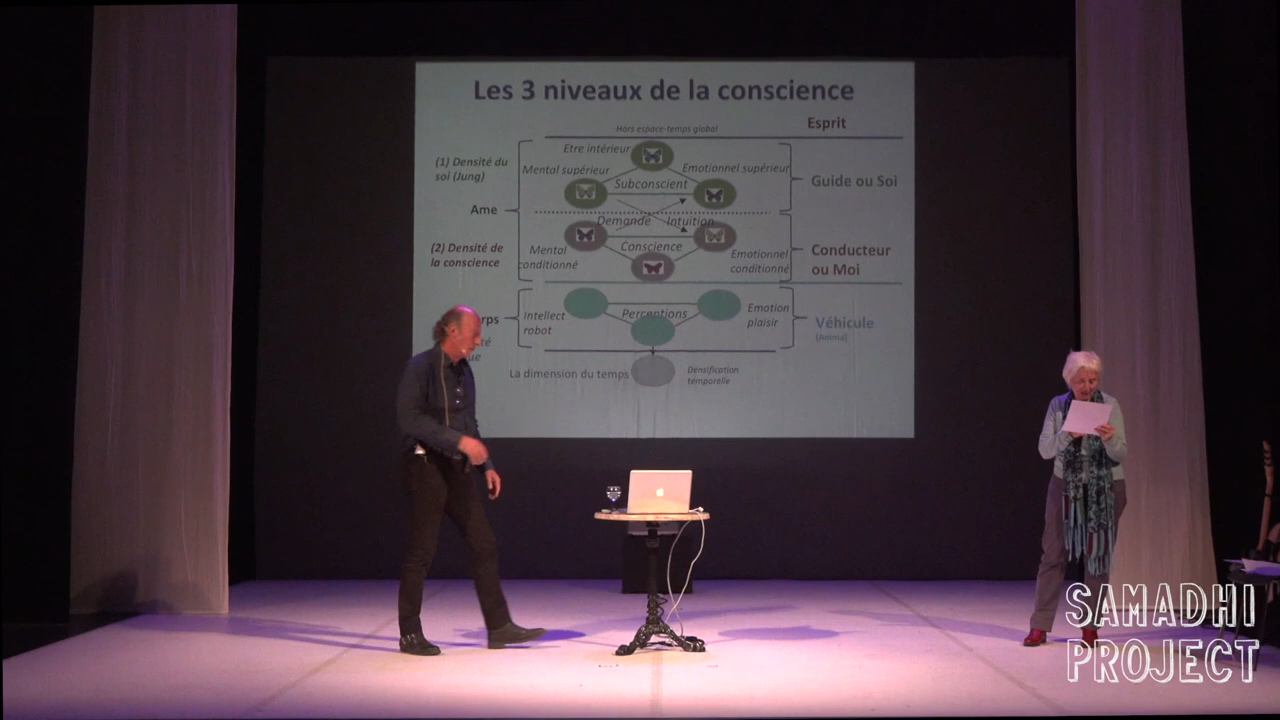 Les 3 niveaux de la conscience
Esprit
Hors espace-temps global
Etre intérieur
(1) Densité du
soi (Jung)
Mental supérieur
Emotionnel supérieur
Subconscient
Guide ou Soi
Ame
Demande
Intuition
(2) Densité de
la conscience
Conscience
Mental
conditionné
Emotionnel
conditionné
Conducteur
ou Moi
Intellect
robot
Perceptions
Emotion
plaisir
Véhicule
(Anima)
La dimension du temps
Densification
temporelle
SAMADHI
PROJECT